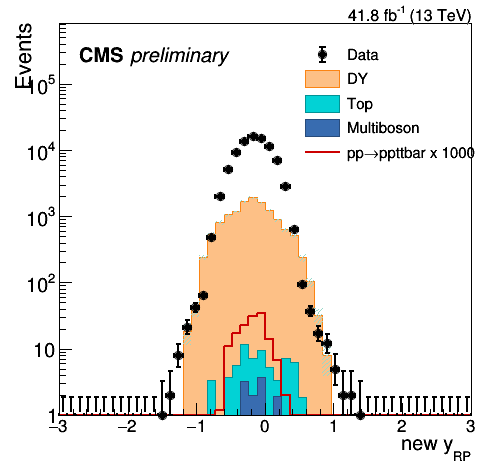 41.8 fb-1 (13 TeV)
Events
CMS preliminary
Data
DY
Top
Multiboson
pp→ppttbar x 1000
10^5
10^4
10^3
10^2
10
1
−3 −2 −1 0 1 2 3
new y_RP